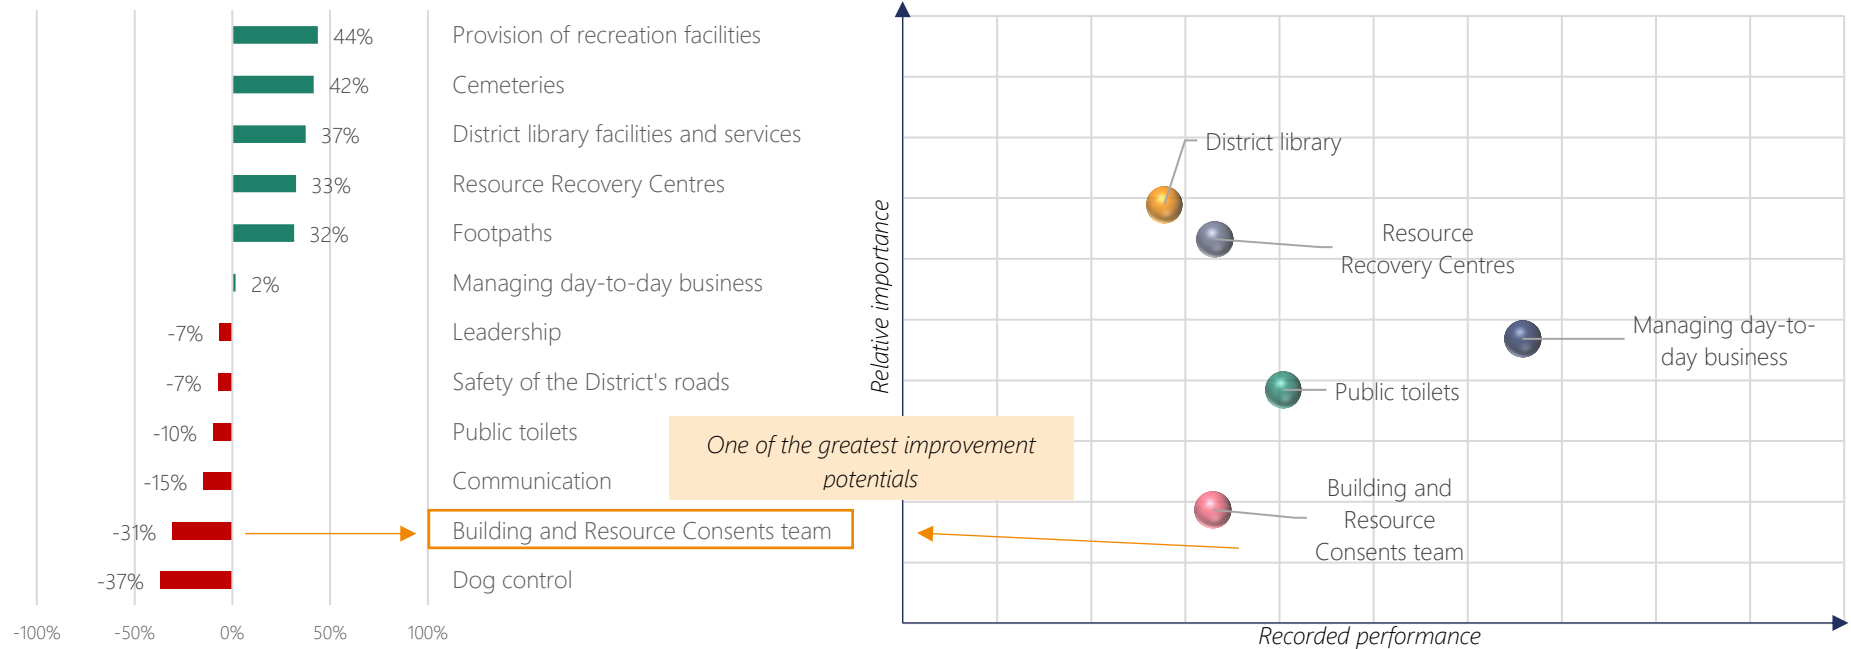 44%
Provision of recreation facilities
42%
Cemeteries
37%
District library facilities and services
33%
Resource Recovery Centres
32%
Footpaths
2%
Managing day-to-day business
-7%
Leadership
-7%
Safety of the District's roads
-10%
Public toilets
-15%
Communication
-31%
Building and Resource Consents team
-37%
Dog control
-100%
-50%
0%
50%
100%
One of the greatest improvement
potentials
Relative importance
District library
Resource
Recovery Centres
Managing day-to-
day business
Public toilets
Building and
Resource
Consents team
Recorded performance